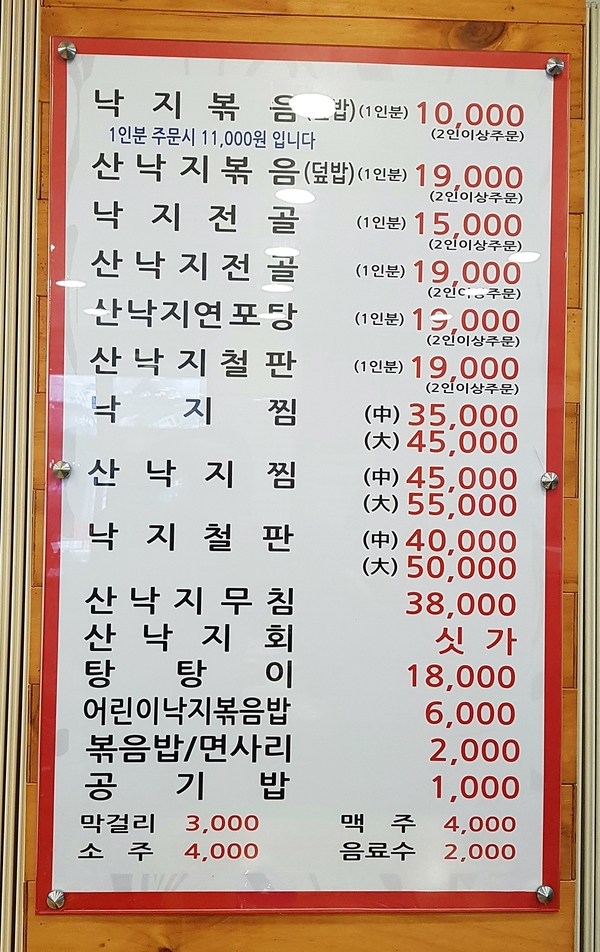 낙지볶음(덮밥) (1인분) 10,000
1인분 주문시 11,000원 입니다 (2인이상주문)
산낙지볶음(덮밥) (1인분) 19,000
(2인이상주문)
낙지전골 (1인분) 15,000
(2인이상주문)
산낙지전골 (1인분) 19,000
(2인이상주문)
산낙지연포탕 (1인분) 19,000
(2인이상주문)
산낙지철판 (1인분) 19,000
(2인이상주문)
낙지찜 (中) 35,000
(大) 45,000
산낙지찜 (中) 45,000
(大) 55,000
낙지철판 (中) 40,000
(大) 50,000
산낙지무침 38,000
산낙지회 싯가
탕탕이 18,000
어린이낙지볶음밥 6,000
볶음밥/면사리 2,000
공기밥 1,000
막걸리 3,000 맥주 4,000
소주 4,000 음료수 2,000